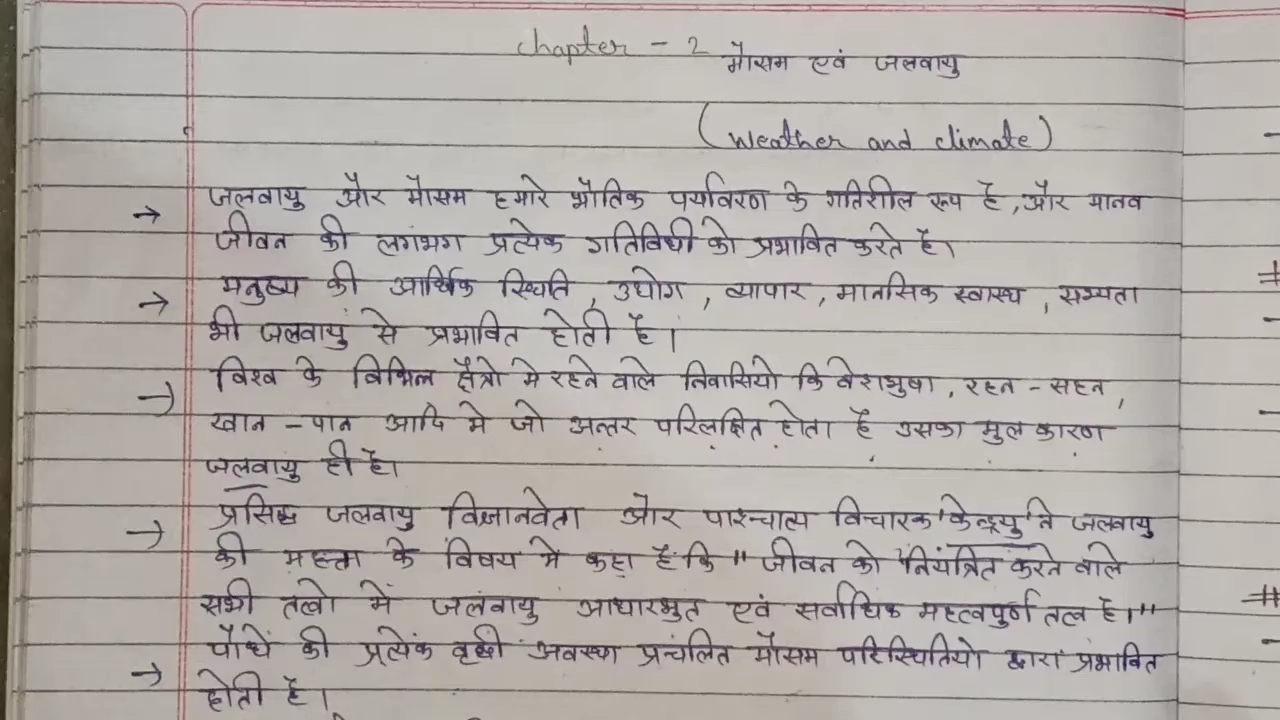 chapter - 2
मौसम एवं जलवायु
(Weather and climate)
→ जलवायु और मौसम हमारे भौतिक पर्यावरण के गतिशील रूप है, और मानव
जीवन की लगभग प्रत्येक गतिविधी को प्रभावित करते है।
→ मनुष्य की आर्थिक स्थिति, उधोग, व्यापार, मानसिक स्वास्थ, सभ्यता
भी जलवायु से प्रभावित होती है।
→ विश्व के विभिल क्षैत्रो मे रहने वाले निवासियो कि वेशभुषा, रहन - सहन,
खान - पान आदि मे जो अन्तर परिलक्षित होता है उसका मुल कारण
जलवायु ही है।
→ प्रसिद्ध जलवायु विज्ञानवेता और पाश्चात्य विचारक 'केन्द्रयु' ने जलवायु
की महत्ता के विषय मे कहा है कि " जीवन को नियंत्रित करने वाले
सभी तत्वो में जलवायु आधारभुत एवं सर्वाधिक महत्वपुर्ण तत्व है।"
→ पौधें की प्रत्येक वृद्धी अवस्था प्रचलित मौसम परिस्थितियो द्वारा प्रभावित
होती है।